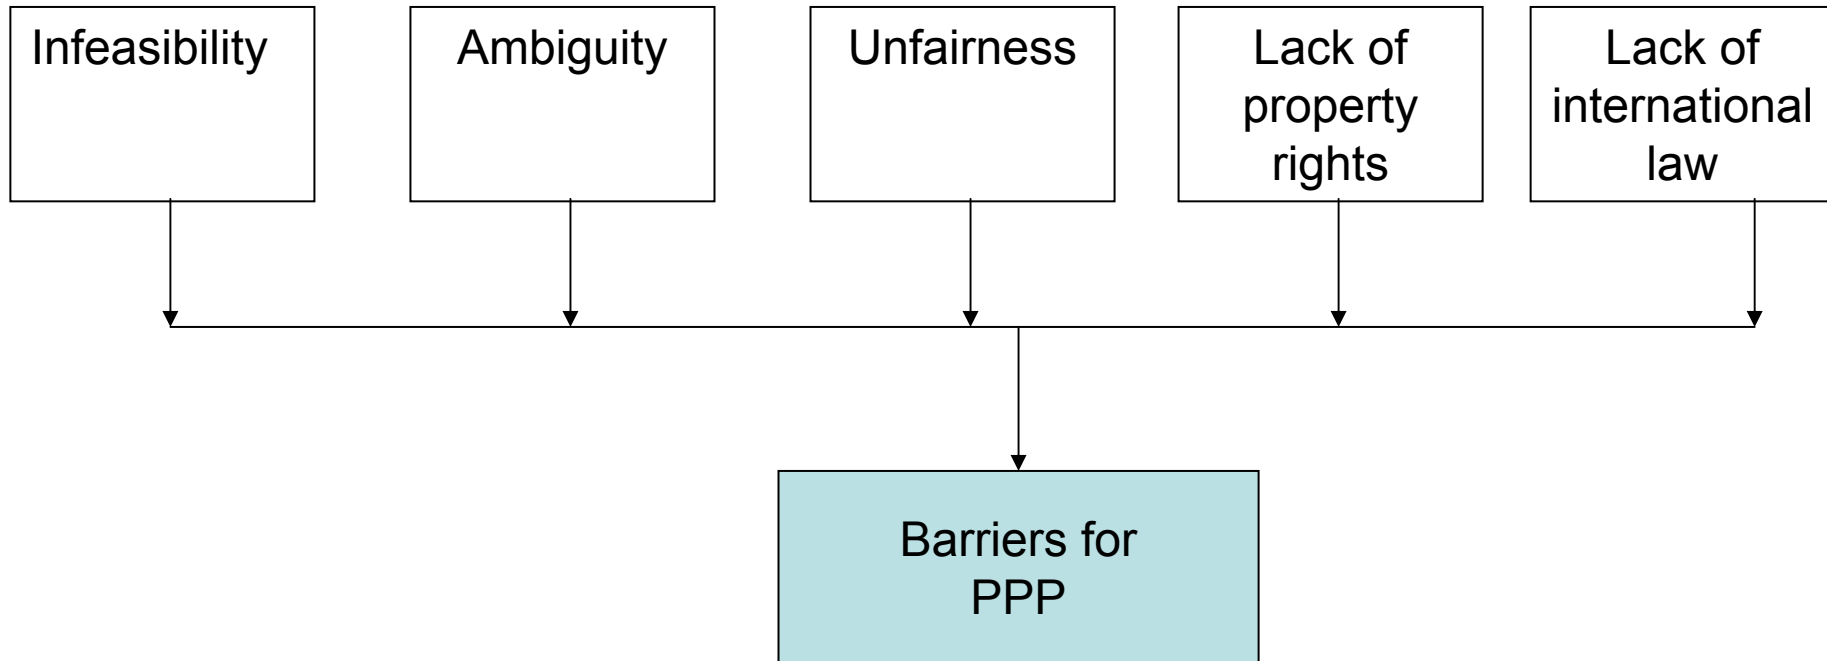 Infeasibility
Ambiguity
Unfairness
Lack of
property
rights
Lack of
international
law
Barriers for
PPP